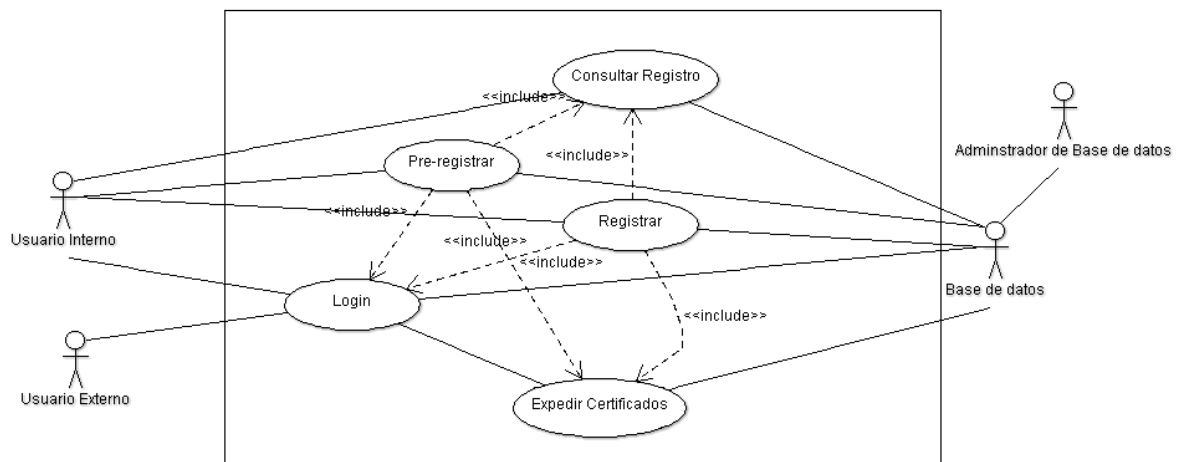 Consultar Registro
<<include>>
Adminstrador de Base de datos
Pre-registrar
<<include>>
<<include>>
Registrar
Usuario Interno
<<include>>
<<include>>
Base de datos
Login
<<include>>
Usuario Externo
Expedir Certificados